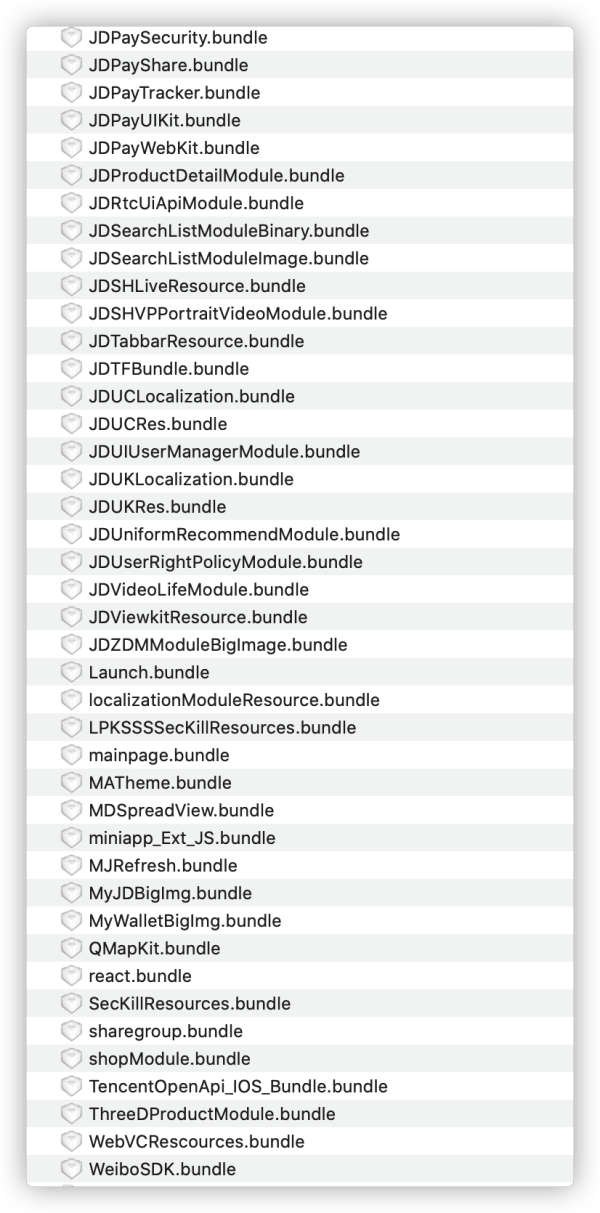 JDPaySecurity.bundle
JDPayShare.bundle
JDPayTracker.bundle
JDPayUIKit.bundle
JDPayWebKit.bundle
JDProductDetailModule.bundle
JDRtcUiApiModule.bundle
JDSearchListModuleBinary.bundle
JDSearchListModuleImage.bundle
JDSHLiveResource.bundle
JDSHVPPortraitVideoModule.bundle
JDTabbarResource.bundle
JDTFBundle.bundle
JDUCLocalization.bundle
JDUCRes.bundle
JDUIUserManagerModule.bundle
JDUKLocalization.bundle
JDUKRes.bundle
JDUniformRecommendModule.bundle
JDUserRightPolicyModule.bundle
JDVideoLifeModule.bundle
JDViewkitResource.bundle
JDZDMModuleBigImage.bundle
Launch.bundle
localizationModuleResource.bundle
LPKSSSSecKillResources.bundle
mainpage.bundle
MATheme.bundle
MDSpreadView.bundle
miniapp_Ext_JS.bundle
MJRefresh.bundle
MyJDBigImg.bundle
MyWalletBigImg.bundle
QMapKit.bundle
react.bundle
SecKillResources.bundle
sharegroup.bundle
shopModule.bundle
TencentOpenApi_IOS_Bundle.bundle
ThreeDProductModule.bundle
WebVCRescources.bundle
WeiboSDK.bundle